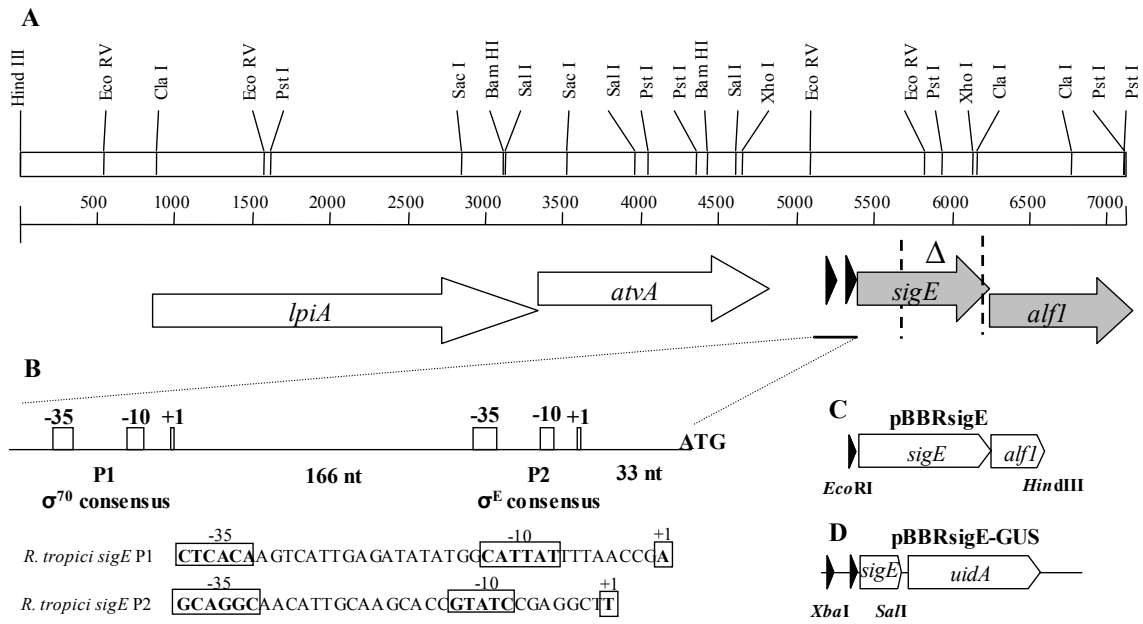 A
Hind III
Eco RV
Cla I
Eco RV
Pst I
Sac I
Bam HI
Sal II
Sac I
Sal II
Pst I
Pst I
Bam HI
Sal II
Xho I
Eco RV
Eco RV
Pst I
Xho I
Cla I
Cla I
Pst I
Pst I
500 1000 1500 2000 2500 3000 3500 4000 4500 5000 5500 6000 6500 7000
Δ
lpiA
atvA
sigE
alf1
B
-35 -10 +1 -35 -10 +1
ATG
P1 166 nt P2 33 nt
σ70 consensus σE consensus
-35 -10 +1
R. tropici sigE P1 CTCACAAGTCATTGAGATATATGGCATTATTTTAACCGA
-35 -10 +1
R. tropici sigE P2 GCAGGCAACATTGCAAGCACCGTATCCGAGGCTT
C
pBBRsigE
sigE alf1
EcoRI HindIII
D
pBBRsigE-GUS
sigE uidA
XbaI SalI